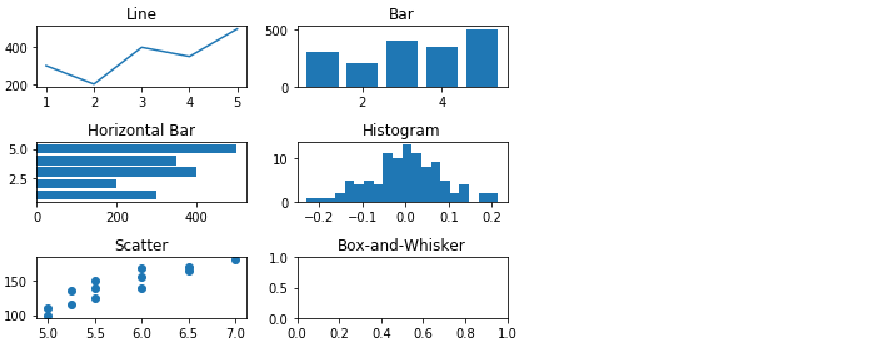 Line
Bar
400
200
1 2 3 4 5
500
0
2 4
Horizontal Bar
Histogram
5.0
2.5
0 200 400
10
0
−0.2 −0.1 0.0 0.1 0.2
Scatter
Box-and-Whisker
150
100
5.0 5.5 6.0 6.5 7.0
1.0
0.5
0.0
0.0 0.2 0.4 0.6 0.8 1.0